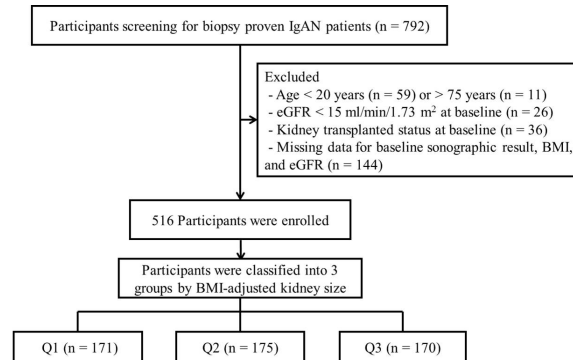 Participants screening for biopsy proven IgAN patients (n = 792)
Excluded
- Age < 20 years (n = 59) or > 75 years (n = 11)
- eGFR < 15 ml/min/1.73 m² at baseline (n = 26)
- Kidney transplanted status at baseline (n = 36)
- Missing data for baseline sonographic result, BMI,
and eGFR (n = 144)
516 Participants were enrolled
Participants were classified into 3
groups by BMI-adjusted kidney size
Q1 (n = 171)
Q2 (n = 175)
Q3 (n = 170)